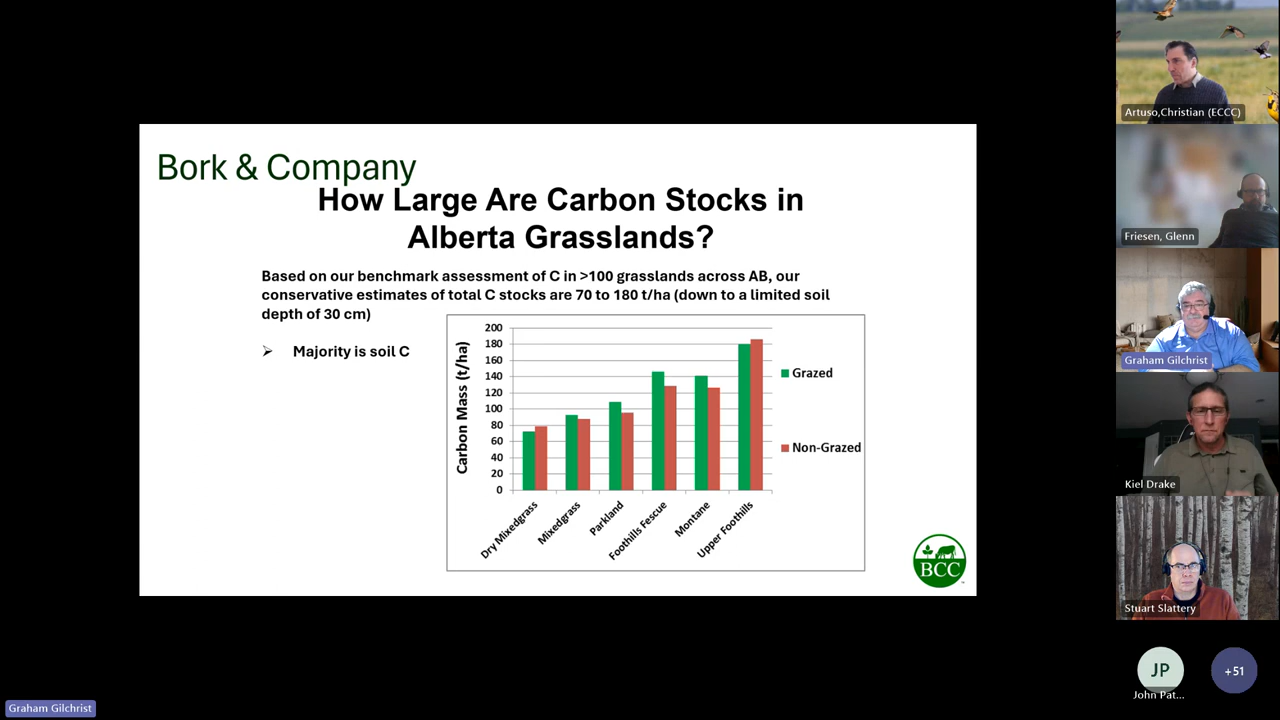 Bork & Company
How Large Are Carbon Stocks in
Alberta Grasslands?
Based on our benchmark assessment of C in >100 grasslands across AB, our
conservative estimates of total C stocks are 70 to 180 t/ha (down to a limited soil
depth of 30 cm)
➢ Majority is soil C
Carbon Mass (t/ha)
200
180
160
140
120
100
80
60
40
20
0
Dry Mixedgrass
Mixedgrass
Parkland
Foothills Fescue
Montane
Upper Foothills
Grazed
Non-Grazed
BCC
Artuso,Christian (ECCC)
Friesen, Glenn
Graham Gilchrist
Kiel Drake
Stuart Slattery
JP
John Pat...
+51
Graham Gilchrist